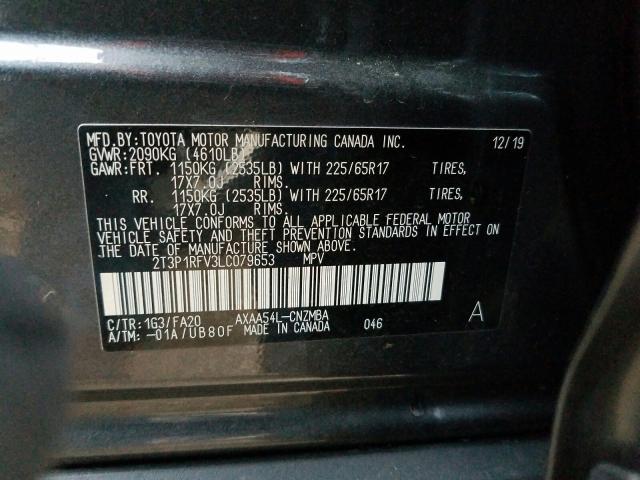 MFD.BY:TOYOTA MOTOR MANUFACTURING CANADA INC. 12/19
GVWR:2090KG (4610LB)
GAWR:FRT. 1150KG (2535LB) WITH 225/65R17 TIRES,
17X7.0J RIMS.
RR. 1150KG (2535LB) WITH 225/65R17 TIRES,
17X7.0J RIMS.
THIS VEHICLE CONFORMS TO ALL APPLICABLE FEDERAL MOTOR
VEHICLE SAFETY AND THEFT PREVENTION STANDARDS IN EFFECT ON
THE DATE OF MANUFACTURE SHOWN ABOVE.
2T3P1RFV3LC079653 MPV
C/TR:1G3/FA20 AXAA54L-CNZMBA 046 A
A/TM:-01A/UB80F MADE IN CANADA